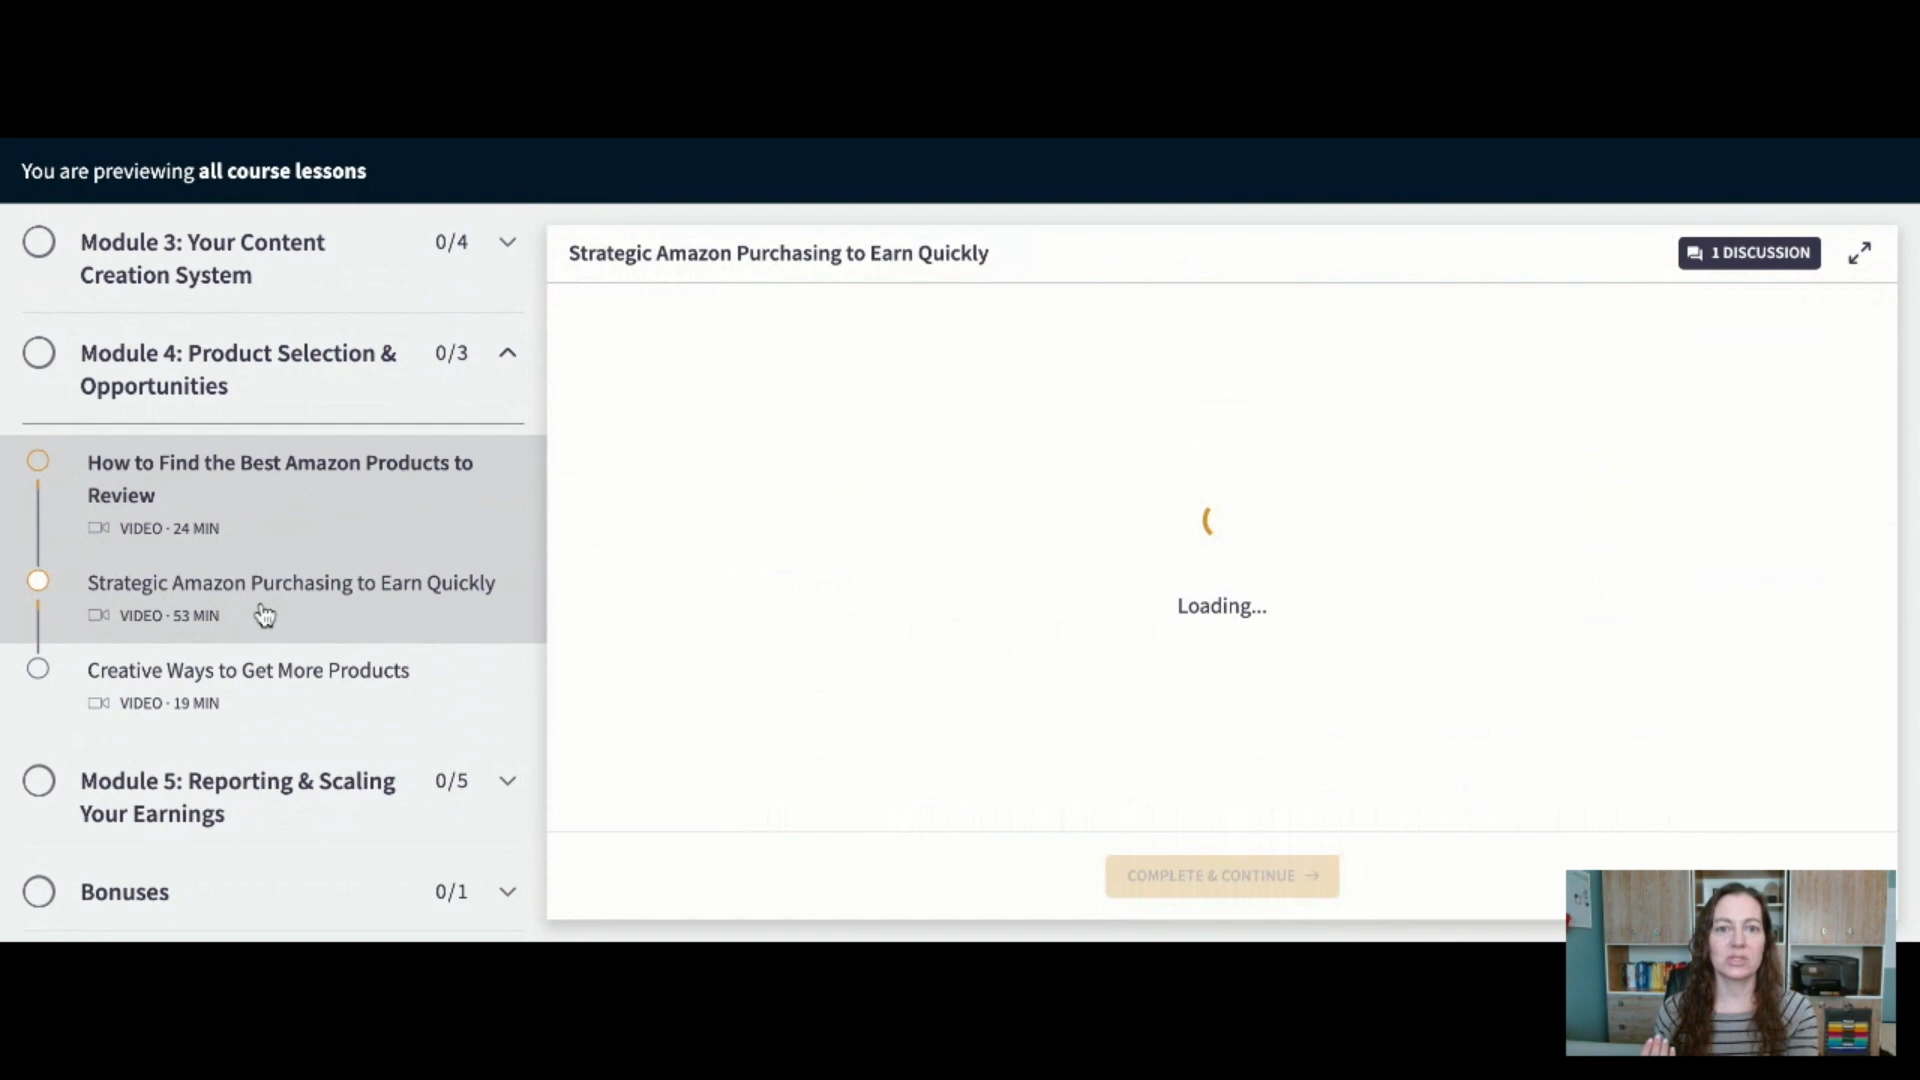 You are previewing all course lessons
Module 3: Your Content
Creation System
0/4
Module 4: Product Selection &
Opportunities
0/3
How to Find the Best Amazon Products to
Review
VIDEO · 24 MIN
Strategic Amazon Purchasing to Earn Quickly
VIDEO · 53 MIN
Creative Ways to Get More Products
VIDEO · 19 MIN
Module 5: Reporting & Scaling
Your Earnings
0/5
Bonuses
0/1
Strategic Amazon Purchasing to Earn Quickly
1 DISCUSSION
Loading...
COMPLETE & CONTINUE →